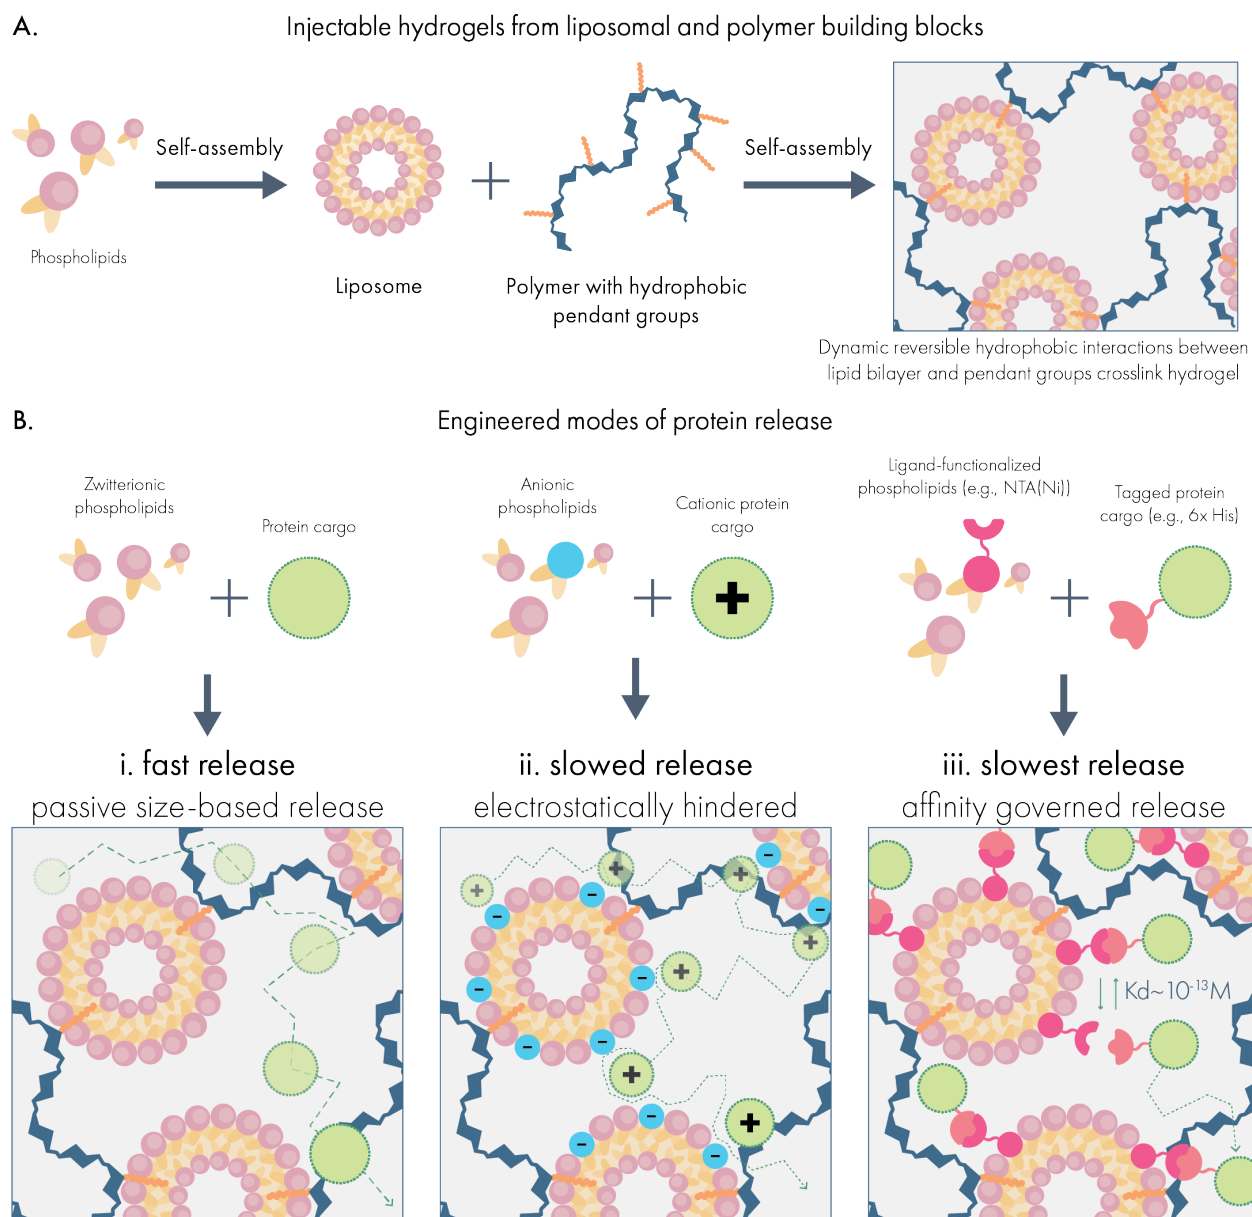 A.
Injectable hydrogels from liposomal and polymer building blocks
Self-assembly
Self-assembly
Phospholipids
Liposome
Polymer with hydrophobic
pendant groups
Dynamic reversible hydrophobic interactions between
lipid bilayer and pendant groups crosslink hydrogel
B.
Engineered modes of protein release
Zwitterionic
phospholipids
Protein cargo
Anionic
phospholipids
Cationic protein
cargo
Ligand-functionalized
phospholipids (e.g., NTA(Ni))
Tagged protein
cargo (e.g., 6x His)
i. fast release
passive size-based release
ii. slowed release
electrostatically hindered
iii. slowest release
affinity governed release
Kd~10⁻¹³M